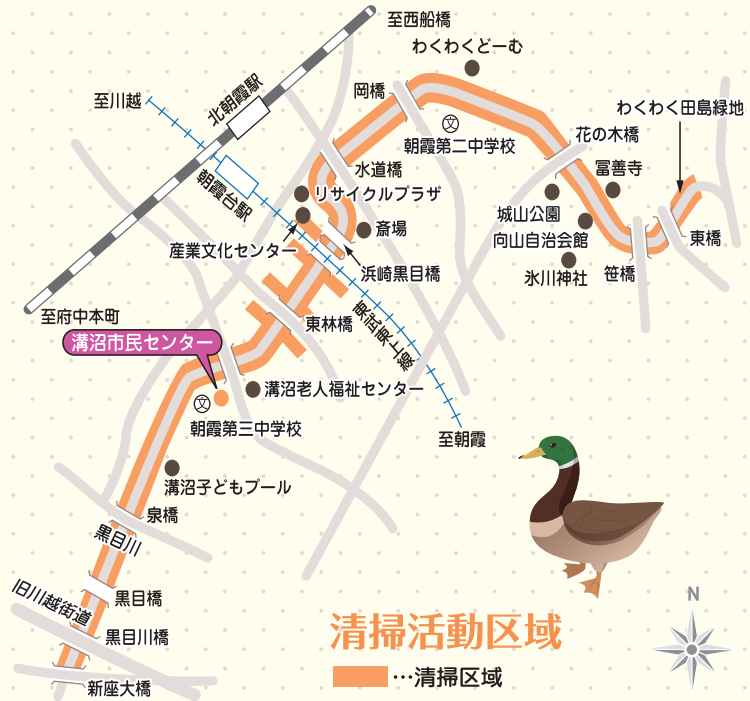 至西船橋
わくわくどーむ
至川越
北朝霞駅
岡橋
わくわく田島緑地
朝霞第二中学校
文
花の木橋
冨善寺
水道橋
朝霞台駅
リサイクルプラザ
城山公園
斎場
向山自治会館
東橋
産業文化センター
浜崎黒目橋
氷川神社
笹橋
至府中本町
東林橋
東武東上線
溝沼市民センター
溝沼老人福祉センター
文
朝霞第三中学校
至朝霞
溝沼子どもプール
泉橋
黒目川
旧川越街道
黒目橋
黒目川橋
新座大橋
清掃活動区域
…清掃区域
N